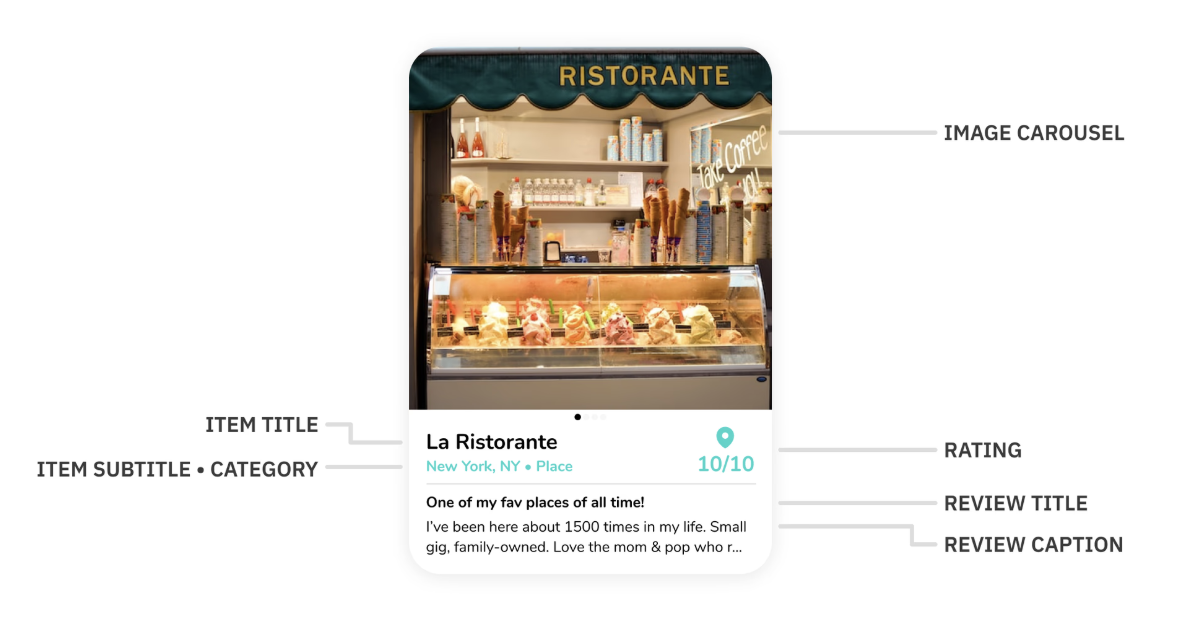 RISTORANTE
Take Coffee
YOU!
IMAGE CAROUSEL
ITEM TITLE
ITEM SUBTITLE • CATEGORY
La Ristorante
New York, NY • Place
10/10
RATING
One of my fav places of all time!
REVIEW TITLE
I've been here about 1500 times in my life. Small
gig, family-owned. Love the mom & pop who r...
REVIEW CAPTION